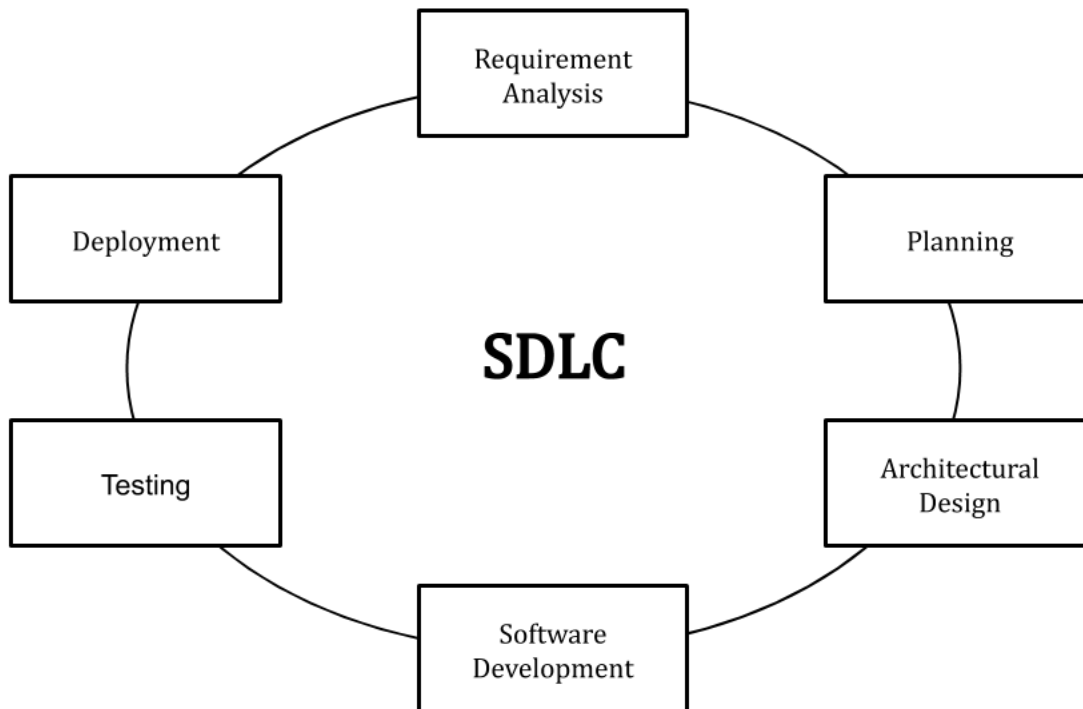 Requirement
Analysis
Deployment
Planning
SDLC
Testing
Architectural
Design
Software
Development